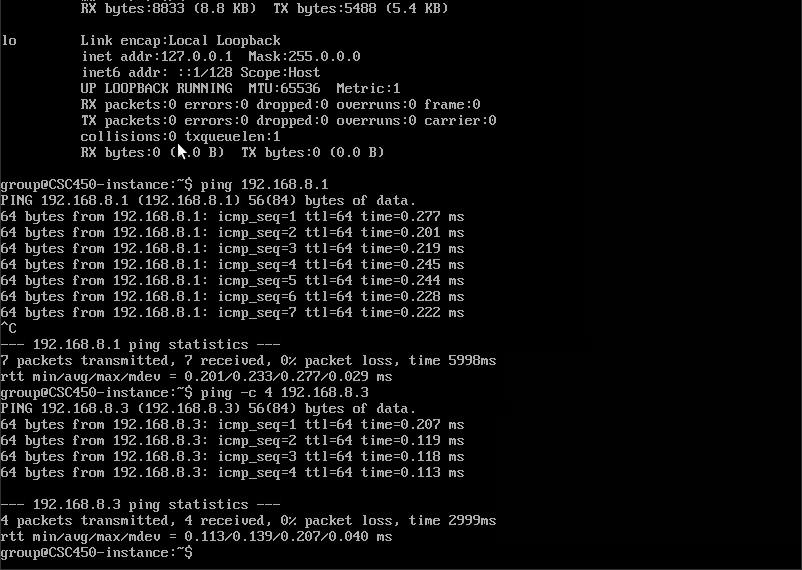 RX bytes:8833 (8.8 KB)  TX bytes:5488 (5.4 KB)
lo        Link encap:Local Loopback
inet addr:127.0.0.1  Mask:255.0.0.0
inet6 addr: ::1/128 Scope:Host
UP LOOPBACK RUNNING  MTU:65536  Metric:1
RX packets:0 errors:0 dropped:0 overruns:0 frame:0
TX packets:0 errors:0 dropped:0 overruns:0 carrier:0
collisions:0 txqueuelen:1
RX bytes:0 (0.0 B)  TX bytes:0 (0.0 B)
group@CSC450-instance:~$ ping 192.168.8.1
PING 192.168.8.1 (192.168.8.1) 56(84) bytes of data.
64 bytes from 192.168.8.1: icmp_seq=1 ttl=64 time=0.277 ms
64 bytes from 192.168.8.1: icmp_seq=2 ttl=64 time=0.201 ms
64 bytes from 192.168.8.1: icmp_seq=3 ttl=64 time=0.219 ms
64 bytes from 192.168.8.1: icmp_seq=4 ttl=64 time=0.245 ms
64 bytes from 192.168.8.1: icmp_seq=5 ttl=64 time=0.244 ms
64 bytes from 192.168.8.1: icmp_seq=6 ttl=64 time=0.228 ms
64 bytes from 192.168.8.1: icmp_seq=7 ttl=64 time=0.222 ms
^C
--- 192.168.8.1 ping statistics ---
7 packets transmitted, 7 received, 0% packet loss, time 5998ms
rtt min/avg/max/mdev = 0.201/0.233/0.277/0.029 ms
group@CSC450-instance:~$ ping -c 4 192.168.8.3
PING 192.168.8.3 (192.168.8.3) 56(84) bytes of data.
64 bytes from 192.168.8.3: icmp_seq=1 ttl=64 time=0.207 ms
64 bytes from 192.168.8.3: icmp_seq=2 ttl=64 time=0.119 ms
64 bytes from 192.168.8.3: icmp_seq=3 ttl=64 time=0.118 ms
64 bytes from 192.168.8.3: icmp_seq=4 ttl=64 time=0.113 ms
--- 192.168.8.3 ping statistics ---
4 packets transmitted, 4 received, 0% packet loss, time 2999ms
rtt min/avg/max/mdev = 0.113/0.139/0.207/0.040 ms
group@CSC450-instance:~$